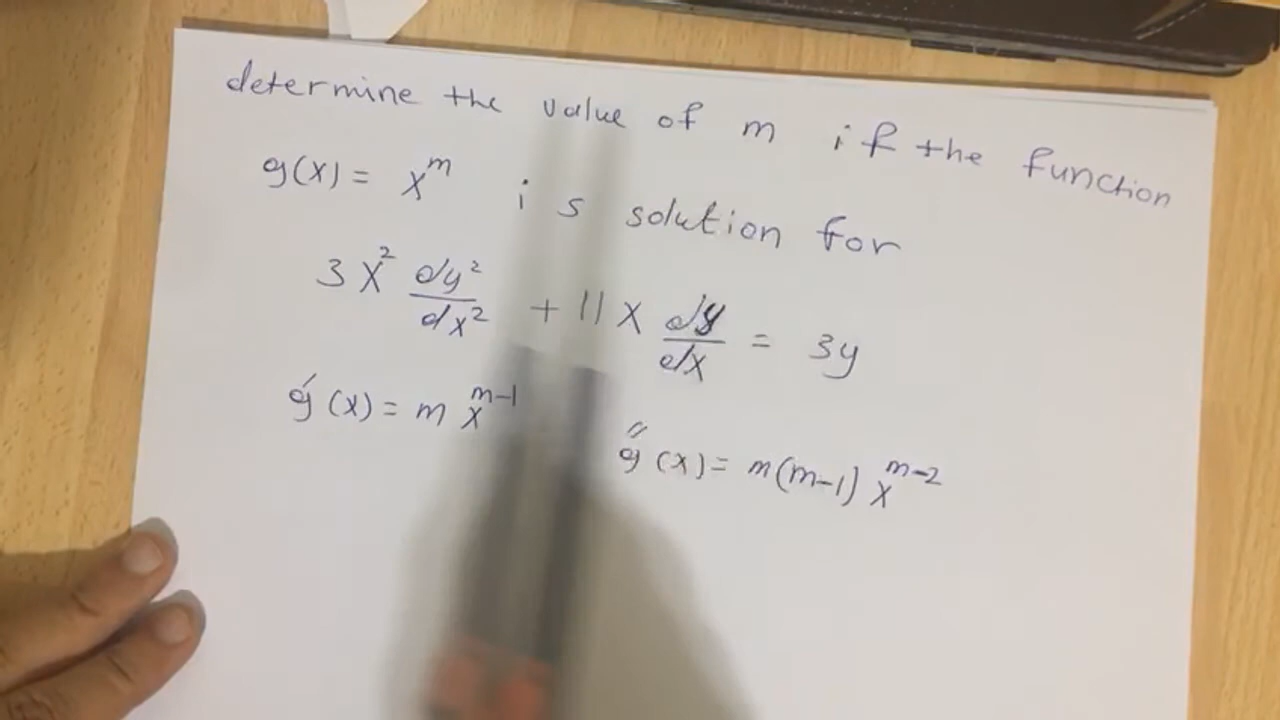 determine the value of m if the function
g(x) = x^m is solution for
3x² dy²/dx² + 11x dy/dx = 3y
g′(x) = m x^(m-1)
g″(x) = m(m-1) x^(m-2)